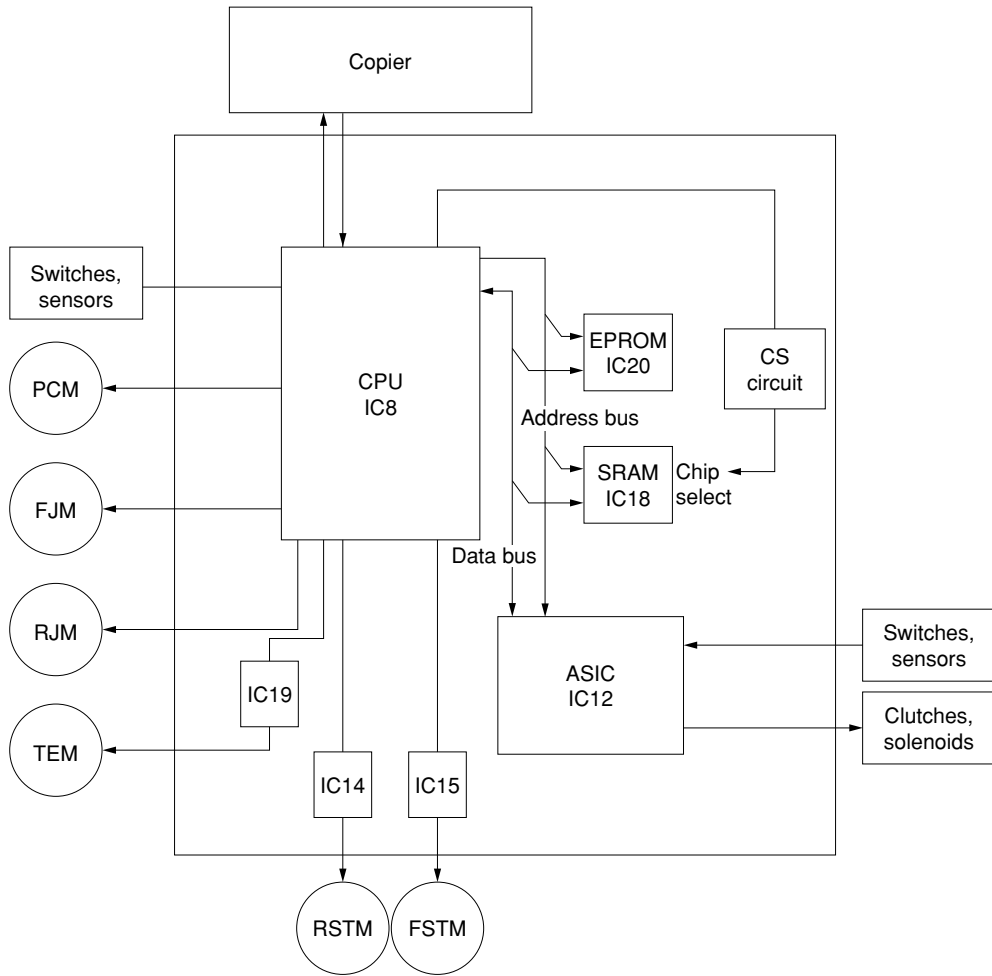 Copier
Switches,
sensors
PCM
CPU
IC8
EPROM
IC20
CS
circuit
Address bus
FJM
SRAM
IC18
Chip
select
Data bus
RJM
IC19
ASIC
IC12
Switches,
sensors
Clutches,
solenoids
TEM
IC14
IC15
RSTM
FSTM